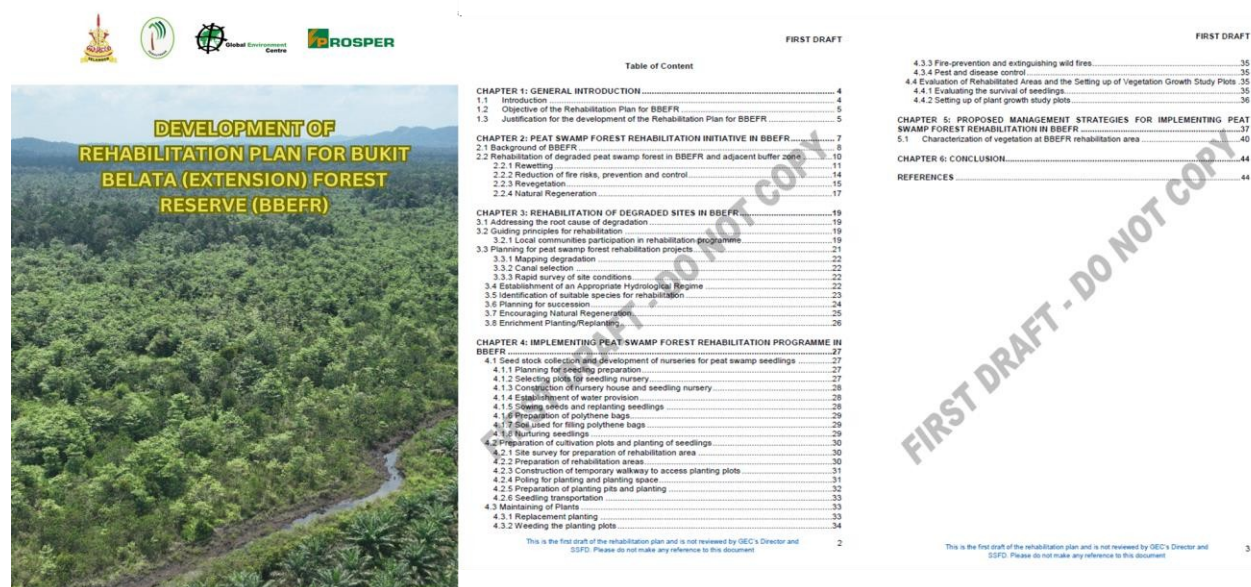 SELANGOR
Global Environment
Centre
PROSPER
DEVELOPMENT OF
REHABILITATION PLAN FOR BUKIT
BELATA (EXTENSION) FOREST
RESERVE (BBEFR)
FIRST DRAFT
Table of Content
CHAPTER 1: GENERAL INTRODUCTION 4
1.1 Introduction 4
1.2 Objective of the Rehabilitation Plan for BBEFR 5
1.3 Justification for the development of the Rehabilitation Plan for BBEFR 5
CHAPTER 2: PEAT SWAMP FOREST REHABILITATION INITIATIVE IN BBEFR 7
2.1 Background of BBEFR 8
2.2 Rehabilitation of degraded peat swamp forest in BBEFR and adjacent buffer zone 10
2.2.1 Rewetting 11
2.2.2 Reduction of fire risks, prevention and control 14
2.2.3 Revegetation 15
2.2.4 Natural Regeneration 17
CHAPTER 3: REHABILITATION OF DEGRADED SITES IN BBEFR 19
3.1 Addressing the root cause of degradation 19
3.2 Guiding principles for rehabilitation 19
3.2.1 Local communities participation in rehabilitation programme 19
3.3 Planning for peat swamp forest rehabilitation projects 21
3.3.1 Mapping degradation 22
3.3.2 Canal selection 22
3.3.3 Rapid survey of site conditions 22
3.4 Establishment of an Appropriate Hydrological Regime 22
3.5 Identification of suitable species for rehabilitation 23
3.6 Planning for succession 24
3.7 Encouraging Natural Regeneration 25
3.8 Enrichment Planting/Replanting 26
CHAPTER 4: IMPLEMENTING PEAT SWAMP FOREST REHABILITATION PROGRAMME IN
BBEFR 27
4.1 Seed stock collection and development of nurseries for peat swamp seedlings 27
4.1.1 Planning for seedling preparation 27
4.1.2 Selecting plots for seedling nursery 27
4.1.3 Construction of nursery house and seedling nursery 28
4.1.4 Establishment of water provision 28
4.1.5 Sowing seeds and replanting seedlings 28
4.1.6 Preparation of polythene bags 29
4.1.7 Soil used for filling polythene bags 29
4.1.8 Nurturing seedlings 29
4.2 Preparation of cultivation plots and planting of seedlings 30
4.2.1 Site survey for preparation of rehabilitation area 30
4.2.2 Preparation of rehabilitation areas 30
4.2.3 Construction of temporary walkway to access planting plots 31
4.2.4 Poling for planting and planting space 31
4.2.5 Preparation of planting pits and planting 32
4.2.6 Seedling transportation 33
4.3 Maintaining of Plants 33
4.3.1 Replacement planting 33
4.3.2 Weeding the planting plots 34
FIRST DRAFT - DO NOT COPY
This is the first draft of the rehabilitation plan and is not reviewed by GEC's Director and
SSFD. Please do not make any reference to this document
2
FIRST DRAFT
4.3.3 Fire-prevention and extinguishing wild fires 35
4.3.4 Pest and disease control 35
4.4 Evaluation of Rehabilitated Areas and the Setting up of Vegetation Growth Study Plots 35
4.4.1 Evaluating the survival of seedlings 35
4.4.2 Setting up of plant growth study plots 36
CHAPTER 5: PROPOSED MANAGEMENT STRATEGIES FOR IMPLEMENTING PEAT
SWAMP FOREST REHABILITATION IN BBEFR 37
5.1 Characterization of vegetation at BBEFR rehabilitation area 40
CHAPTER 6: CONCLUSION 44
REFERENCES 44
FIRST DRAFT - DO NOT COPY
This is the first draft of the rehabilitation plan and is not reviewed by GEC's Director and
SSFD. Please do not make any reference to this document
3